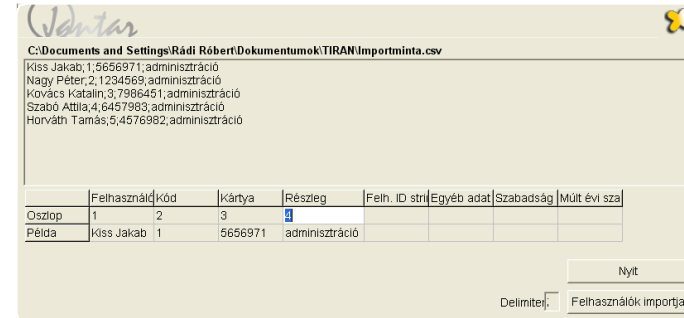 Jantar
C:\Documents and Settings\Rádi Róbert\Dokumentumok\TIRAN\Importminta.csv
Kiss Jakab;1;5656971;adminisztráció
Nagy Péter;2;1234569;adminisztráció
Kovács Katalin;3;7986451;adminisztráció
Szabó Attila;4;6457983;adminisztráció
Horváth Tamás;5;4576982;adminisztráció
Felhasználó Kód Kártya Részleg Felh. ID strin Egyéb adat Szabadság Múlt évi sza
Oszlop 1 2 3 4
Példa Kiss Jakab 1 5656971 adminisztráció
Nyit
Delimiter ; Felhasználók importja